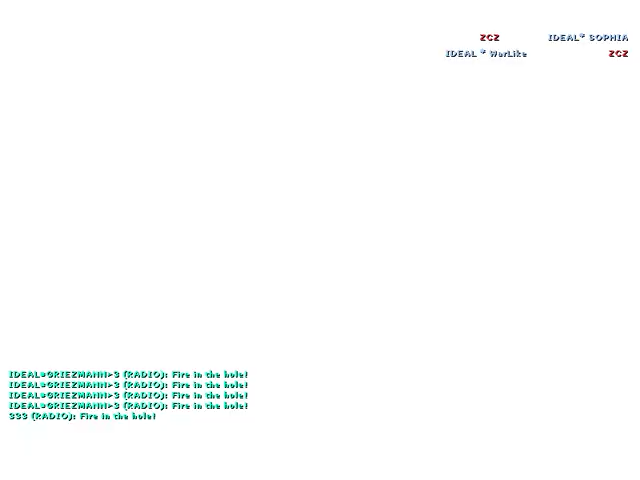 ZCZ IDEAL* SOPHIA
IDEAL * WarLike ZCZ
IDEAL*GRIEZMANN>3 (RADIO): Fire in the hole!
IDEAL*GRIEZMANN>3 (RADIO): Fire in the hole!
IDEAL*GRIEZMANN>3 (RADIO): Fire in the hole!
IDEAL*GRIEZMANN>3 (RADIO): Fire in the hole!
333 (RADIO): Fire in the hole!